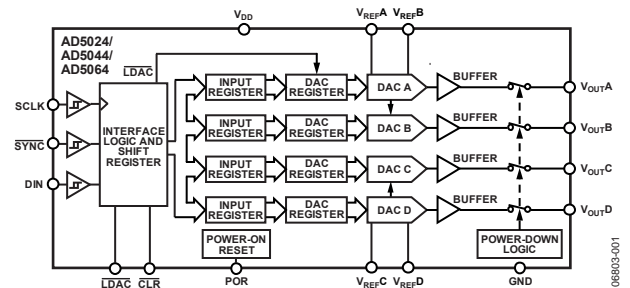 VDD
VREFA VREFB
AD5024/
AD5044/
AD5064
LDAC
SCLK
SYNC
DIN
INTERFACE
LOGIC AND
SHIFT
REGISTER
INPUT
REGISTER
DAC
REGISTER
DAC A
BUFFER
VOUTA
INPUT
REGISTER
DAC
REGISTER
DAC B
VOUTB
INPUT
REGISTER
DAC
REGISTER
DAC C
VOUTC
INPUT
REGISTER
DAC
REGISTER
DAC D
BUFFER
VOUTD
POWER-ON
RESET
POWER-DOWN
LOGIC
LDAC CLR
POR
VREFC VREFD
GND
06803-001